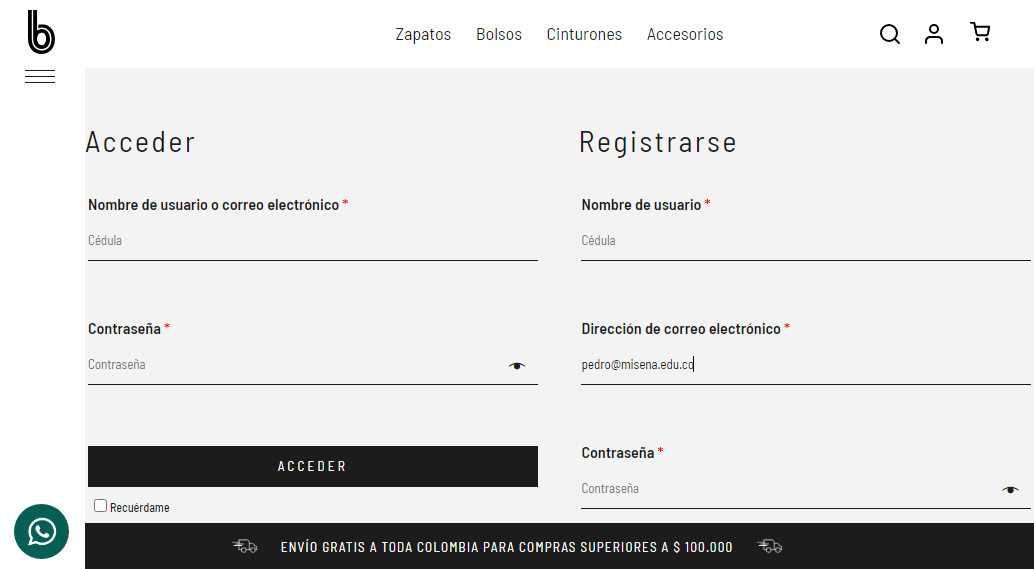 b
Zapatos Bolsos Cinturones Accesorios
Acceder
Nombre de usuario o correo electrónico *
Cédula
Contraseña *
Contraseña
ACCEDER
Recuérdame
Registrarse
Nombre de usuario *
Cédula
Dirección de correo electrónico *
pedro@misena.edu.co
Contraseña *
Contraseña
ENVÍO GRATIS A TODA COLOMBIA PARA COMPRAS SUPERIORES A $ 100.000